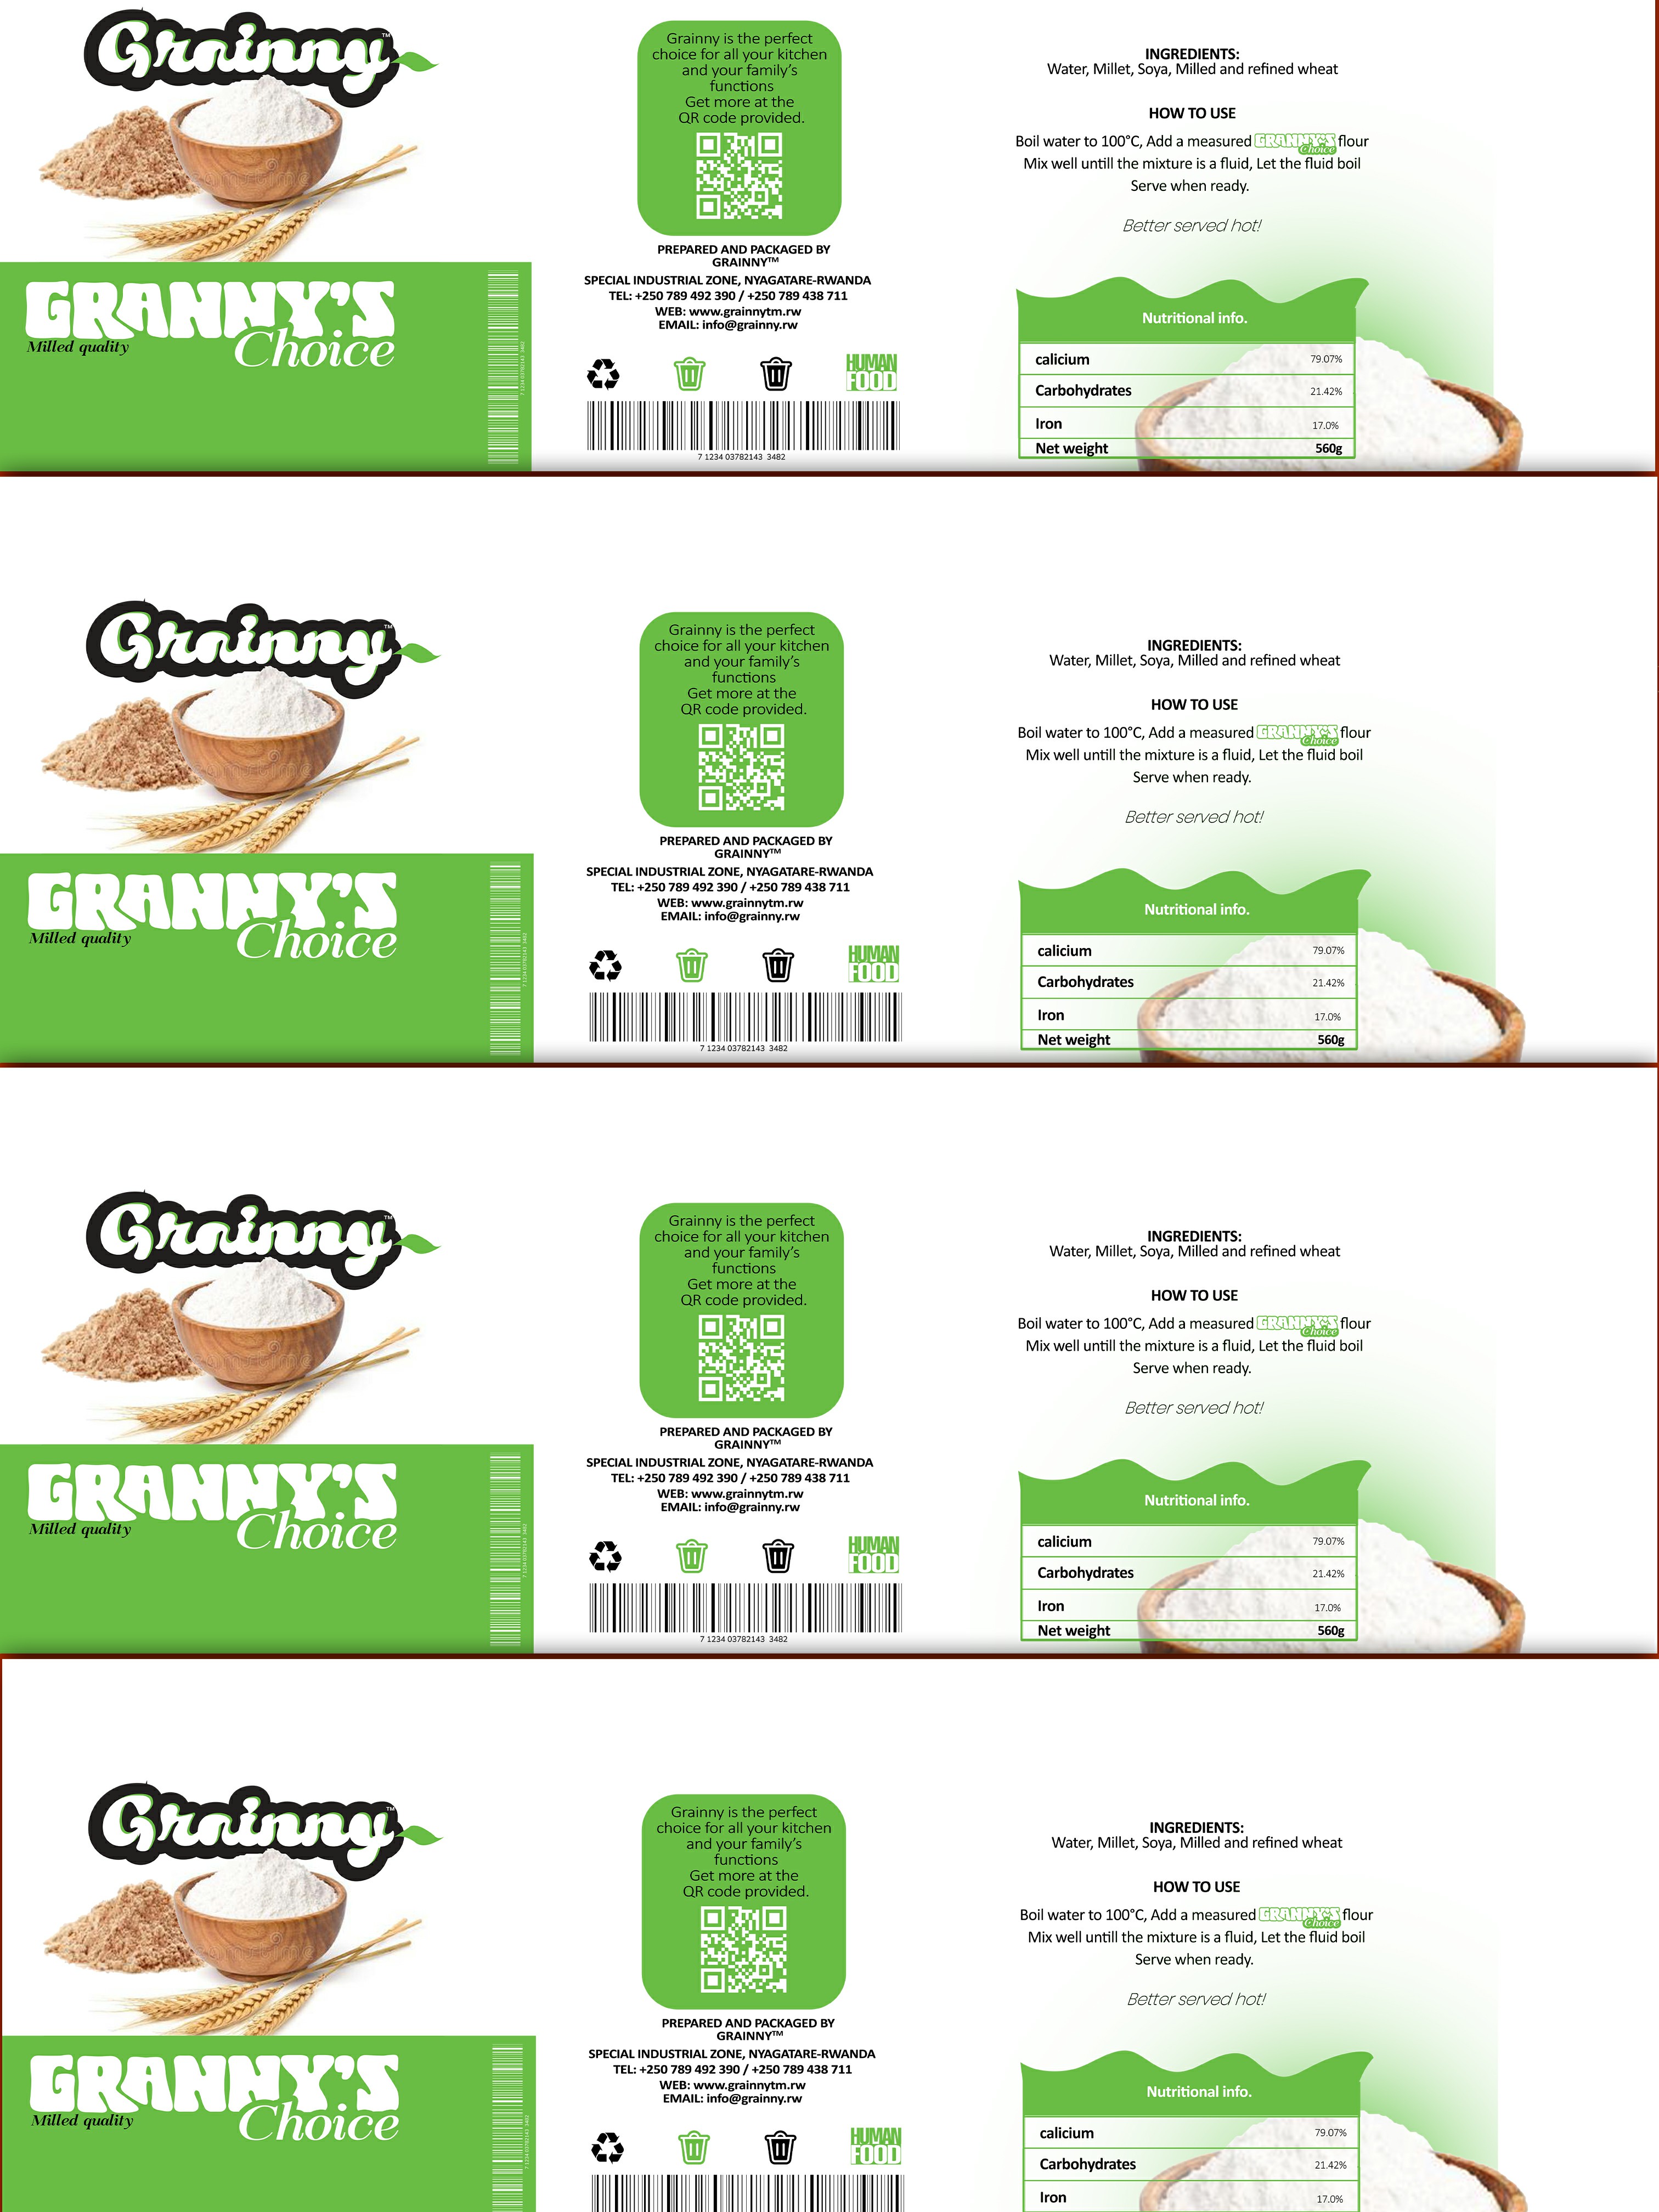 Grainny™
GRANNY'S
Choice
Milled quality
7 1234 03782143 3482
Grainny is the perfect
choice for all your kitchen
and your family's
functions
Get more at the
QR code provided.
PREPARED AND PACKAGED BY
GRAINNY™
SPECIAL INDUSTRIAL ZONE, NYAGATARE-RWANDA
TEL: +250 789 492 390 / +250 789 438 711
WEB: www.grainnytm.rw
EMAIL: info@grainny.rw
HUMAN
FOOD
7 1234 03782143 3482
INGREDIENTS:
Water, Millet, Soya, Milled and refined wheat
HOW TO USE
Boil water to 100°C, Add a measured GRANNY'S Choice flour
Mix well untill the mixture is a fluid, Let the fluid boil
Serve when ready.
Better served hot!
Nutritional info.
calicium 79.07%
Carbohydrates 21.42%
Iron 17.0%
Net weight 560g
Grainny™
GRANNY'S
Choice
Milled quality
7 1234 03782143 3482
Grainny is the perfect
choice for all your kitchen
and your family's
functions
Get more at the
QR code provided.
PREPARED AND PACKAGED BY
GRAINNY™
SPECIAL INDUSTRIAL ZONE, NYAGATARE-RWANDA
TEL: +250 789 492 390 / +250 789 438 711
WEB: www.grainnytm.rw
EMAIL: info@grainny.rw
HUMAN
FOOD
7 1234 03782143 3482
INGREDIENTS:
Water, Millet, Soya, Milled and refined wheat
HOW TO USE
Boil water to 100°C, Add a measured GRANNY'S Choice flour
Mix well untill the mixture is a fluid, Let the fluid boil
Serve when ready.
Better served hot!
Nutritional info.
calicium 79.07%
Carbohydrates 21.42%
Iron 17.0%
Net weight 560g
Grainny™
GRANNY'S
Choice
Milled quality
7 1234 03782143 3482
Grainny is the perfect
choice for all your kitchen
and your family's
functions
Get more at the
QR code provided.
PREPARED AND PACKAGED BY
GRAINNY™
SPECIAL INDUSTRIAL ZONE, NYAGATARE-RWANDA
TEL: +250 789 492 390 / +250 789 438 711
WEB: www.grainnytm.rw
EMAIL: info@grainny.rw
HUMAN
FOOD
7 1234 03782143 3482
INGREDIENTS:
Water, Millet, Soya, Milled and refined wheat
HOW TO USE
Boil water to 100°C, Add a measured GRANNY'S Choice flour
Mix well untill the mixture is a fluid, Let the fluid boil
Serve when ready.
Better served hot!
Nutritional info.
calicium 79.07%
Carbohydrates 21.42%
Iron 17.0%
Net weight 560g
Grainny™
GRANNY'S
Choice
Milled quality
7 1234 03782143 3482
Grainny is the perfect
choice for all your kitchen
and your family's
functions
Get more at the
QR code provided.
PREPARED AND PACKAGED BY
GRAINNY™
SPECIAL INDUSTRIAL ZONE, NYAGATARE-RWANDA
TEL: +250 789 492 390 / +250 789 438 711
WEB: www.grainnytm.rw
EMAIL: info@grainny.rw
HUMAN
FOOD
INGREDIENTS:
Water, Millet, Soya, Milled and refined wheat
HOW TO USE
Boil water to 100°C, Add a measured GRANNY'S Choice flour
Mix well untill the mixture is a fluid, Let the fluid boil
Serve when ready.
Better served hot!
Nutritional info.
calicium 79.07%
Carbohydrates 21.42%
Iron 17.0%